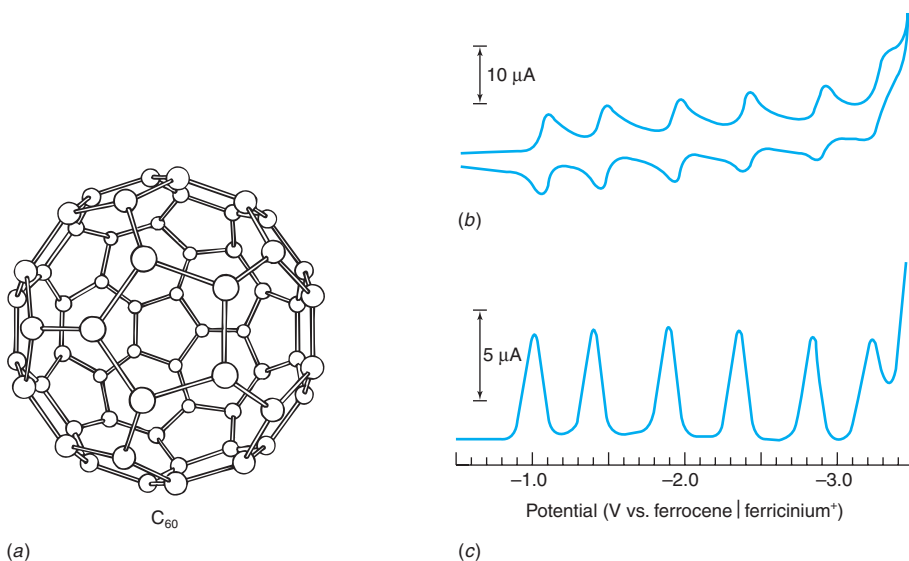 C₆₀
(a)
10 μA
(b)
5 μA
−1.0 −2.0 −3.0
Potential (V vs. ferrocene | ferricinium⁺)
(c)